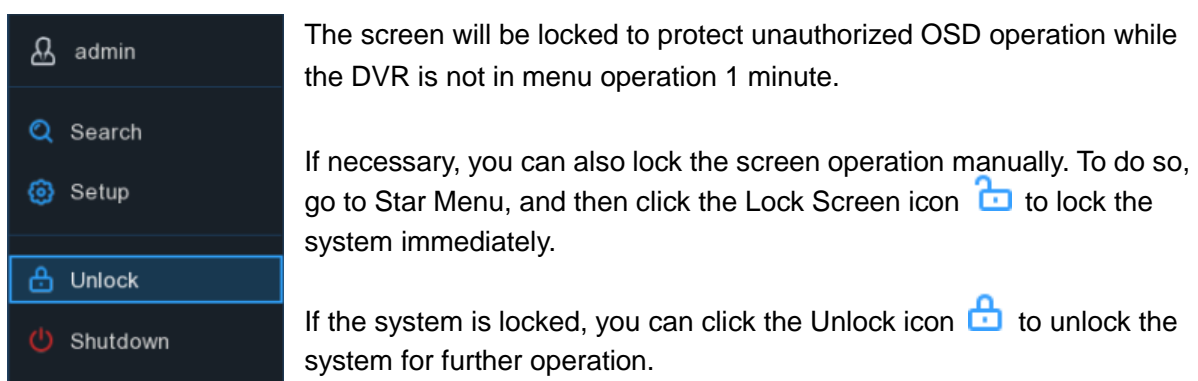 admin
Search
Setup
Unlock
Shutdown
The screen will be locked to protect unauthorized OSD operation while
the DVR is not in menu operation 1 minute.
If necessary, you can also lock the screen operation manually. To do so,
go to Star Menu, and then click the Lock Screen icon to lock the
system immediately.
If the system is locked, you can click the Unlock icon to unlock the
system for further operation.